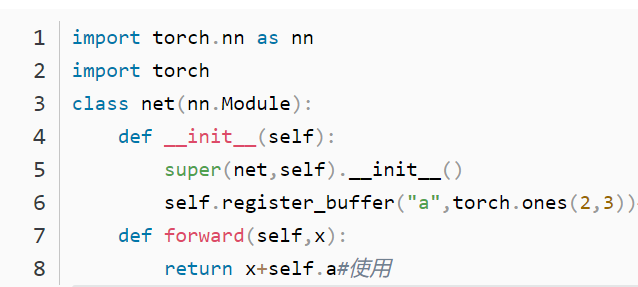 1 import torch.nn as nn
2 import torch
3 class net(nn.Module):
4     def __init__(self):
5         super(net,self).__init__()
6         self.register_buffer("a",torch.ones(2,3))
7     def forward(self,x):
8         return x+self.a#使用